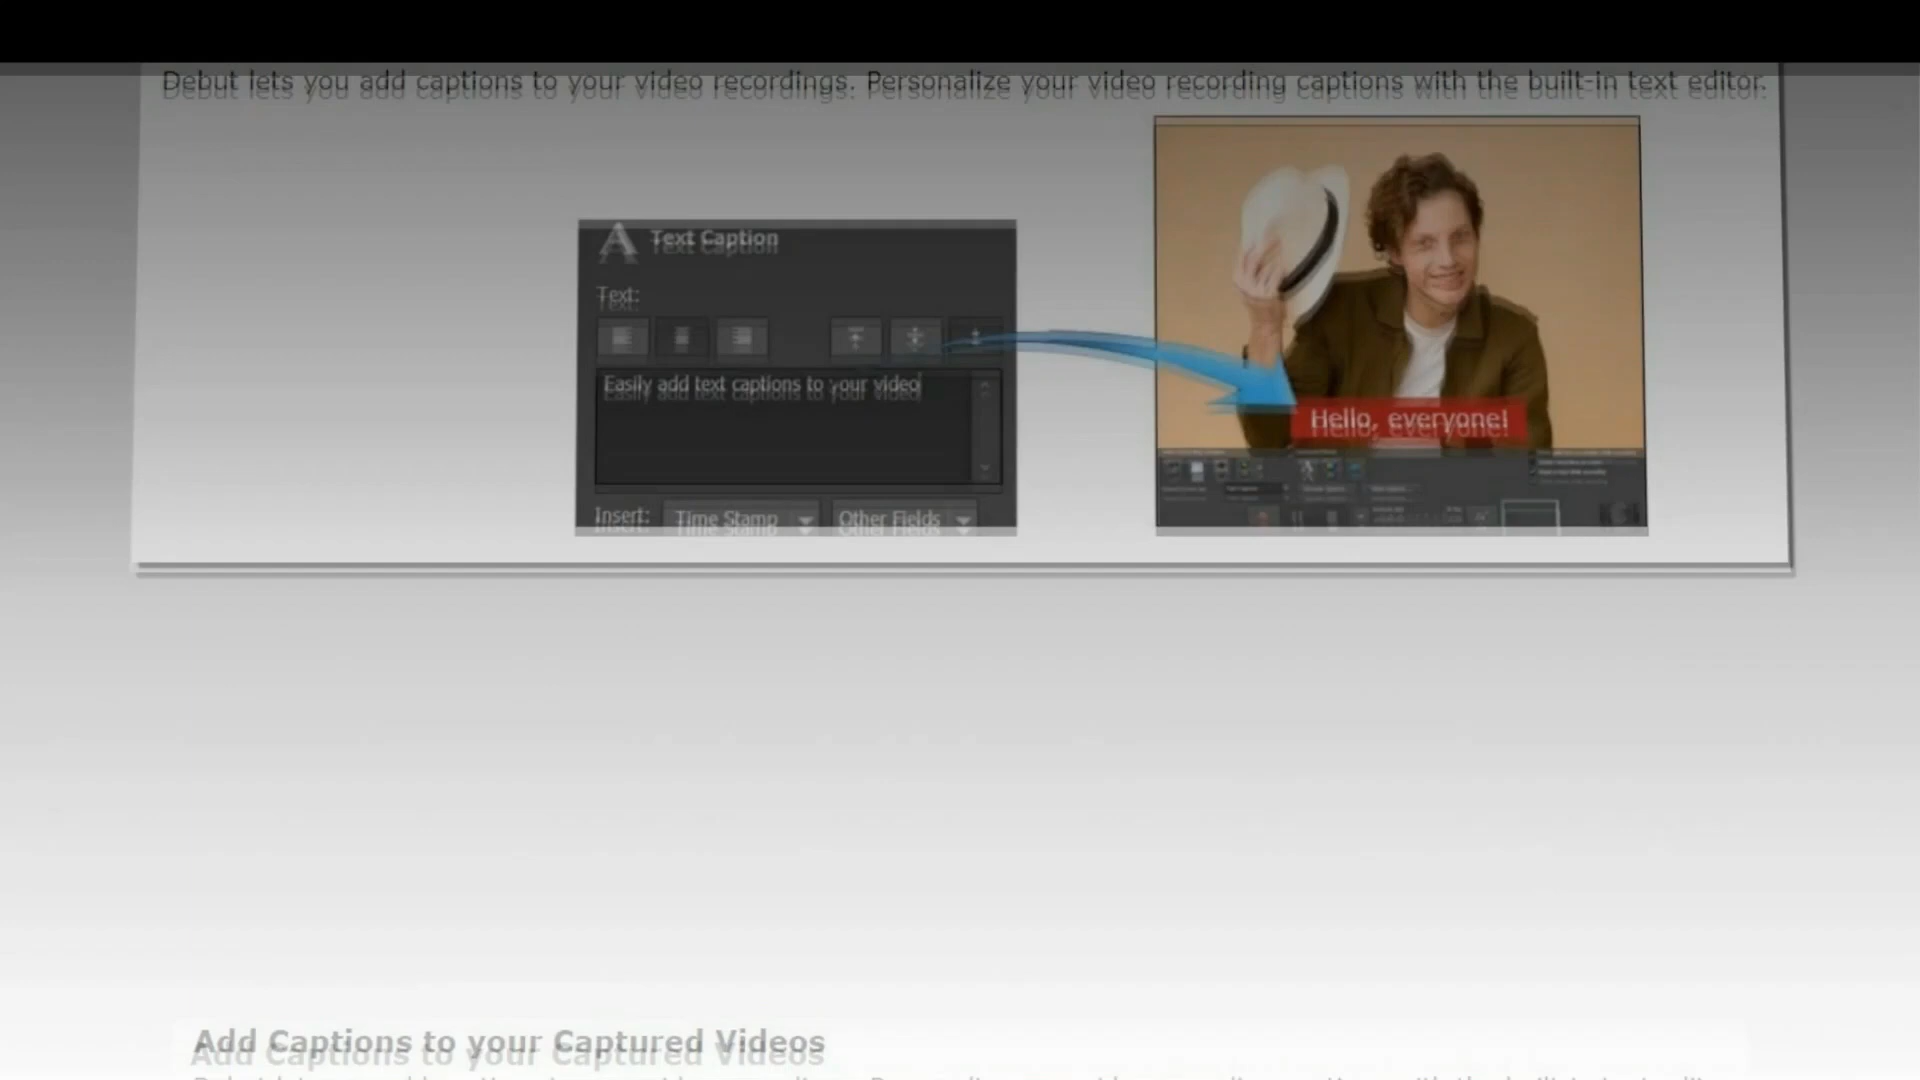 Debut lets you add captions to your video recordings. Personalize your video recording captions with the built-in text editor.
Text Caption
Text:
Easily add text captions to your video
Insert:
Time Stamp
Other Fields
Hello, everyone!
Add Captions to your Captured Videos